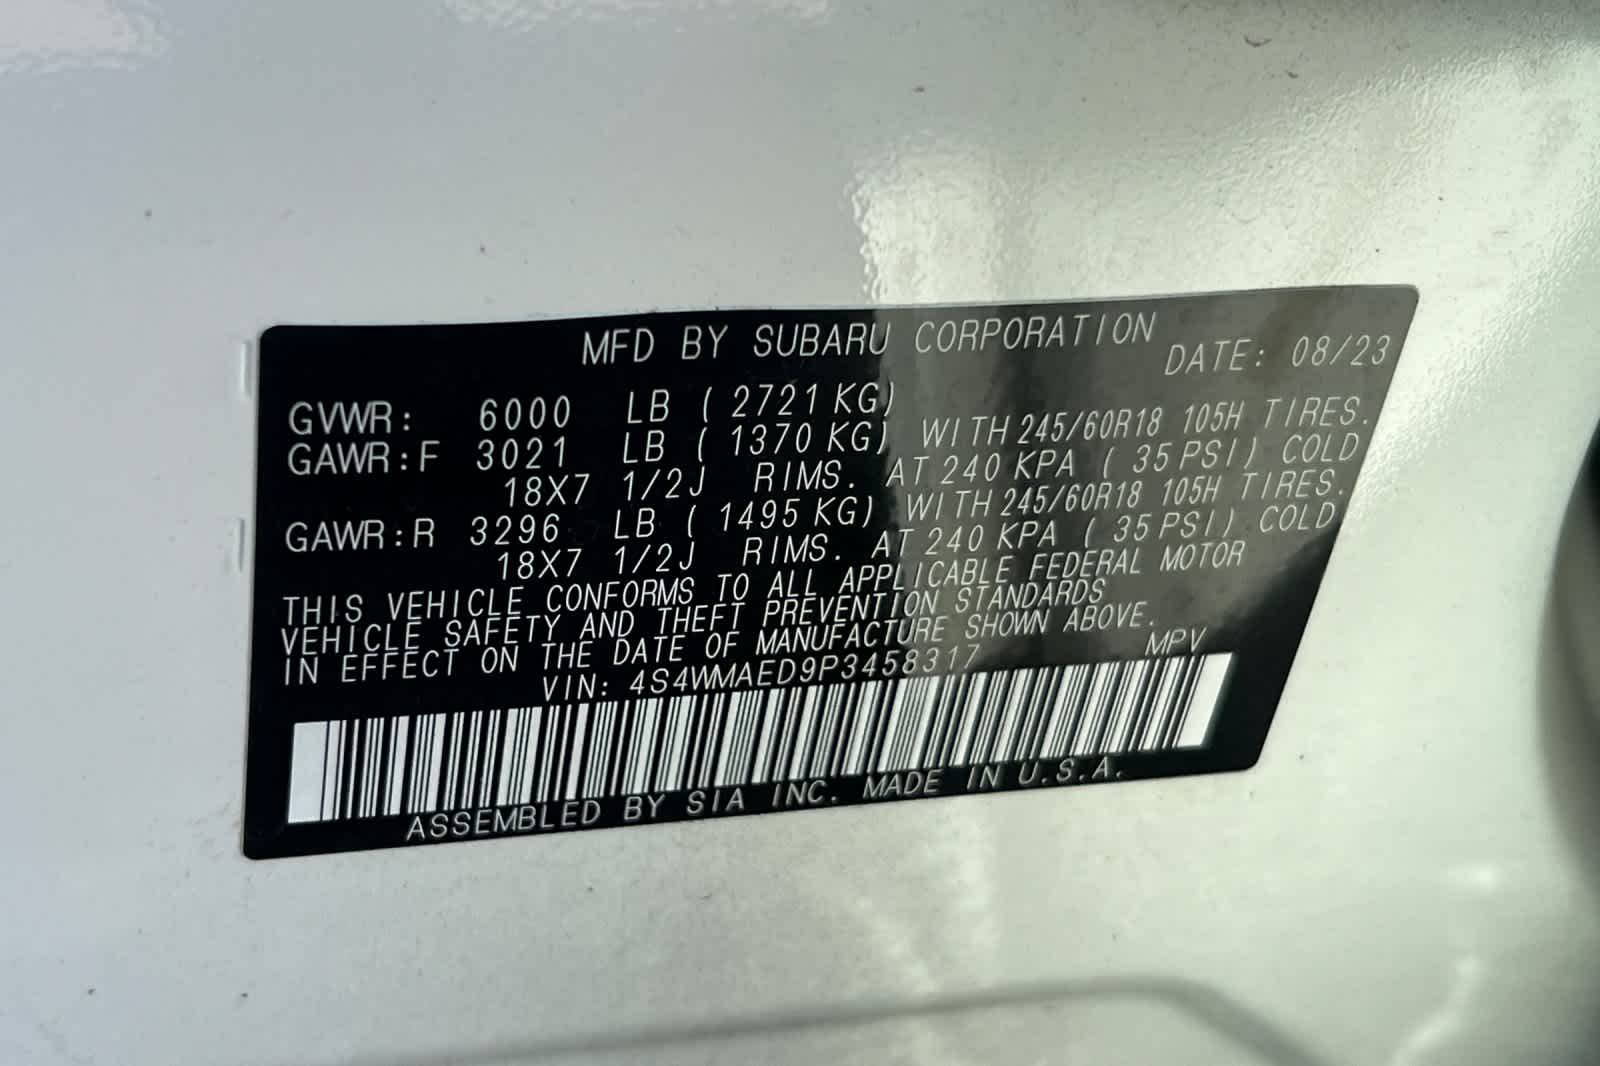 MFD BY SUBARU CORPORATION
DATE: 08/23
GVWR: 6000 LB ( 2721 KG)
GAWR:F 3021 LB ( 1370 KG) WITH 245/60R18 105H TIRES.
18X7 1/2J RIMS. AT 240 KPA ( 35 PSI) COLD
GAWR:R 3296 LB ( 1495 KG) WITH 245/60R18 105H TIRES.
18X7 1/2J RIMS. AT 240 KPA ( 35 PSI) COLD
THIS VEHICLE CONFORMS TO ALL APPLICABLE FEDERAL MOTOR
VEHICLE SAFETY AND THEFT PREVENTION STANDARDS
IN EFFECT ON THE DATE OF MANUFACTURE SHOWN ABOVE.
VIN: 4S4WMAED9P3458317 MPV
ASSEMBLED BY SIA INC. MADE IN U.S.A.